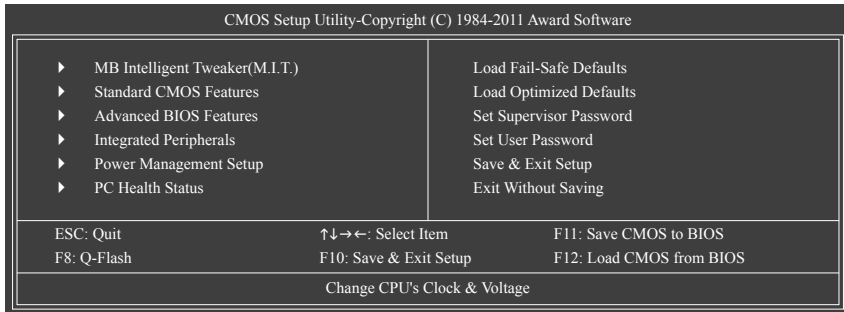 CMOS Setup Utility-Copyright (C) 1984-2011 Award Software
MB Intelligent Tweaker(M.I.T.)
Standard CMOS Features
Advanced BIOS Features
Integrated Peripherals
Power Management Setup
PC Health Status
Load Fail-Safe Defaults
Load Optimized Defaults
Set Supervisor Password
Set User Password
Save & Exit Setup
Exit Without Saving
ESC: Quit ↑↓→←: Select Item F11: Save CMOS to BIOS
F8: Q-Flash F10: Save & Exit Setup F12: Load CMOS from BIOS
Change CPU's Clock & Voltage